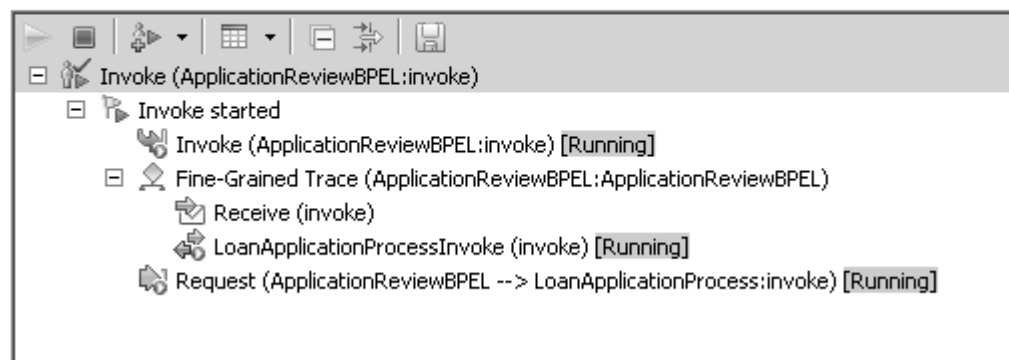 Invoke (ApplicationReviewBPEL:invoke)
Invoke started
Invoke (ApplicationReviewBPEL:invoke) [Running]
Fine-Grained Trace (ApplicationReviewBPEL:ApplicationReviewBPEL)
Receive (invoke)
LoanApplicationProcessInvoke (invoke) [Running]
Request (ApplicationReviewBPEL --> LoanApplicationProcess:invoke) [Running]